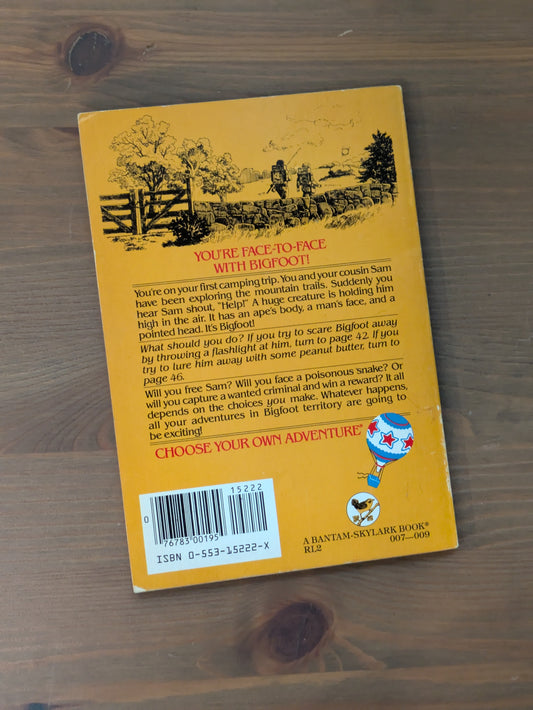 YOU'RE FACE-TO-FACE
WITH BIGFOOT!
You're on your first camping trip. You and your cousin Sam
have been exploring the mountain trails. Suddenly you
hear Sam shout, "Help!" A huge creature is holding him
high in the air. It has an ape's body, a man's face, and a
pointed head. It's Bigfoot!
What should you do? If you try to scare Bigfoot away
by throwing a flashlight at him, turn to page 42. If you
try to lure him away with some peanut butter, turn to
page 46.
Will you free Sam? Will you face a poisonous snake? Or
will you capture a wanted criminal and win a reward? It all
depends on the choices you make. Whatever happens,
all your adventures in Bigfoot territory are going to
be exciting!
CHOOSE YOUR OWN ADVENTURE®
15222
0
76783 00195
ISBN 0-553-15222-X
A BANTAM-SKYLARK BOOK®
RL2 007—009